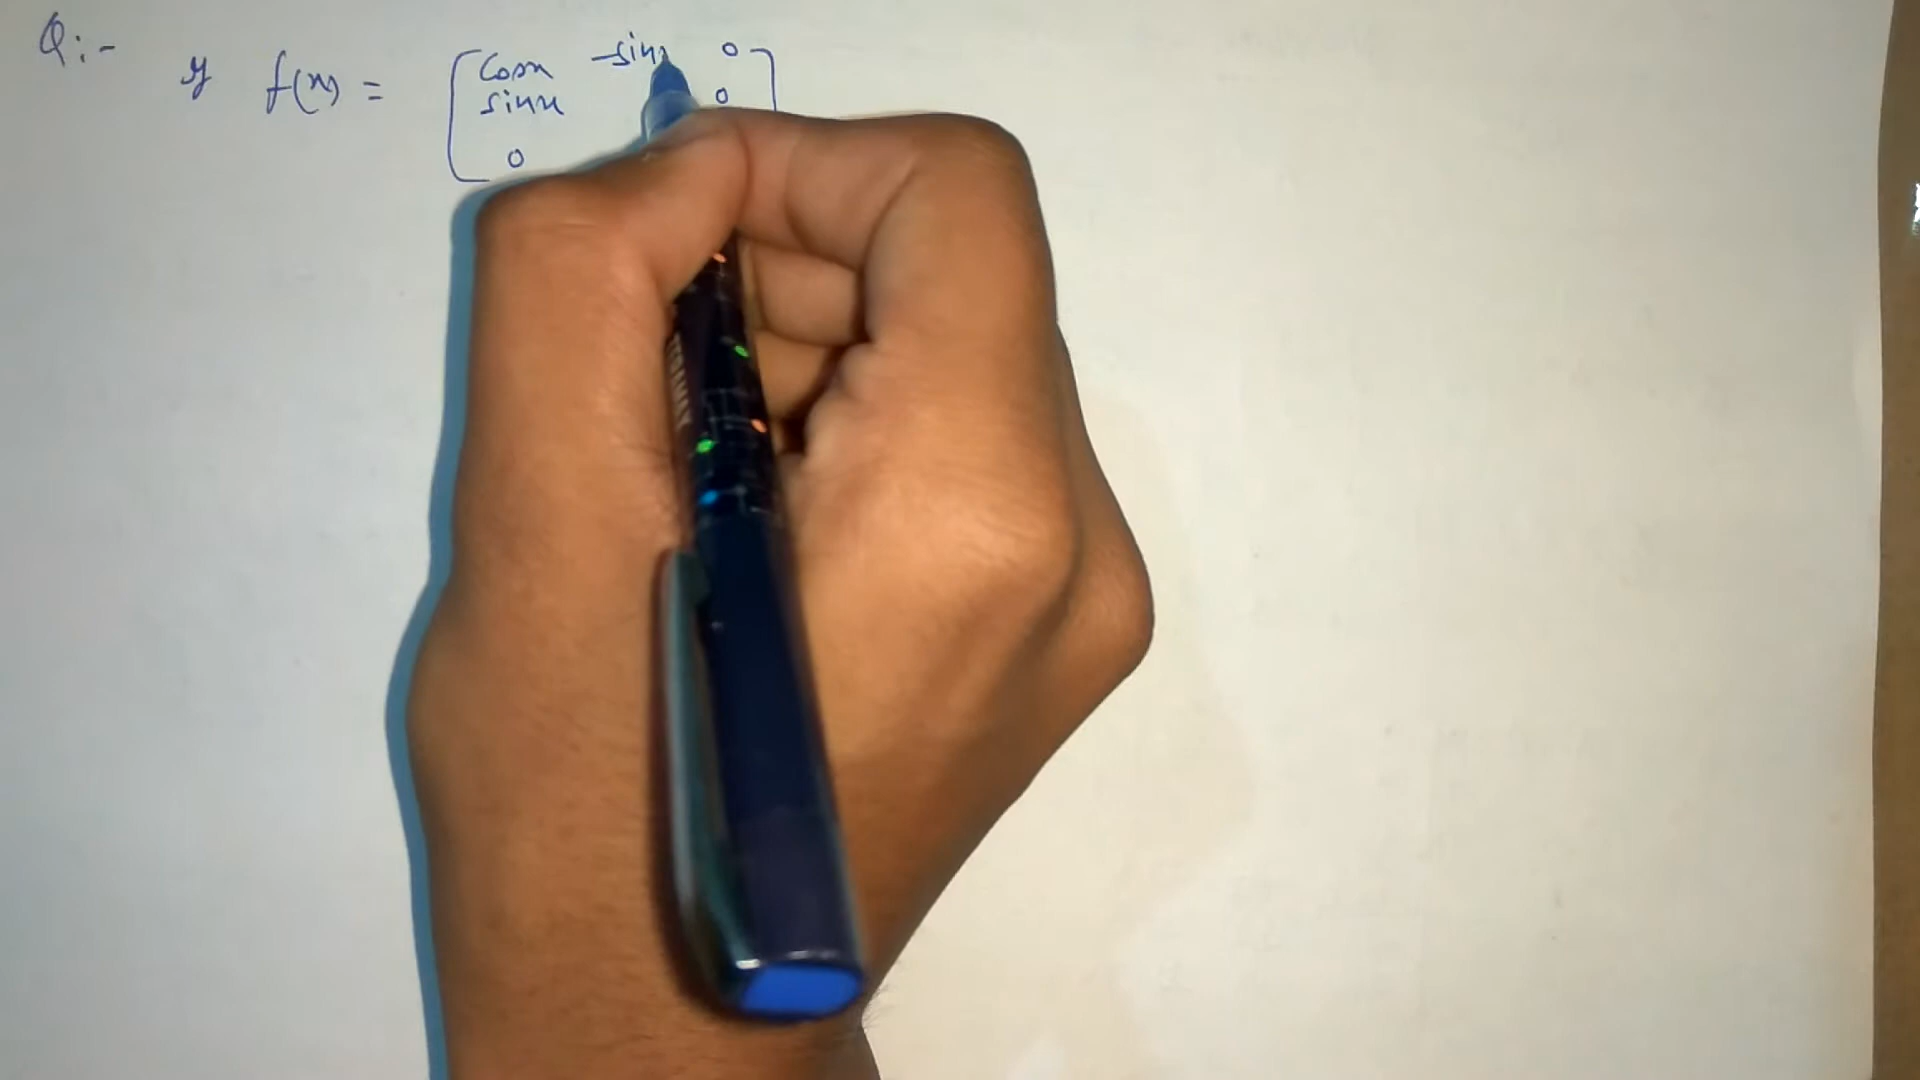 Q:- If f(x) = [ cosx -sinx 0 ]
sinx 0
0